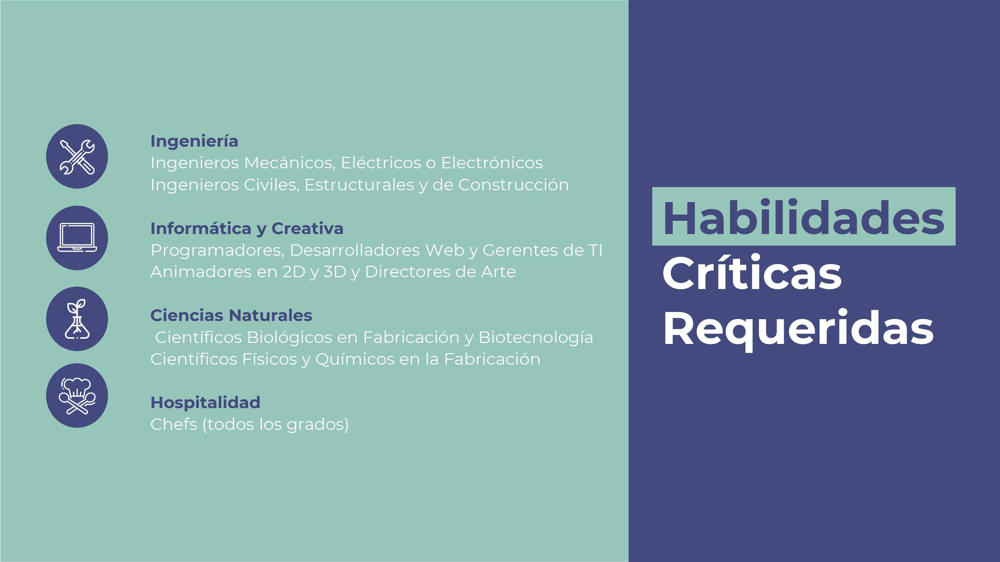 Ingeniería
Ingenieros Mecánicos, Eléctricos o Electrónicos
Ingenieros Civiles, Estructurales y de Construcción
Informática y Creativa
Programadores, Desarrolladores Web y Gerentes de TI
Animadores en 2D y 3D y Directores de Arte
Ciencias Naturales
Científicos Biológicos en Fabricación y Biotecnología
Científicos Físicos y Químicos en la Fabricación
Hospitalidad
Chefs (todos los grados)
Habilidades
Críticas
Requeridas